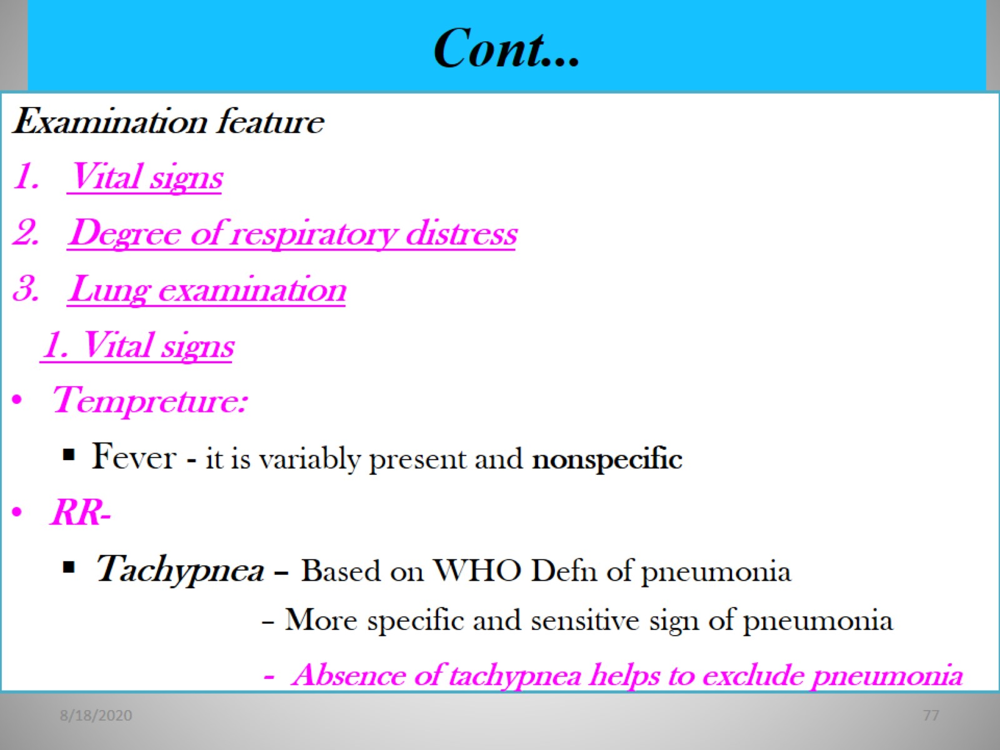 Cont...
Examination feature
1. Vital signs
2. Degree of respiratory distress
3. Lung examination
1. Vital signs
• Tempreture:
▪ Fever - it is variably present and nonspecific
• RR-
▪ Tachypnea – Based on WHO Defn of pneumonia
– More specific and sensitive sign of pneumonia
- Absence of tachypnea helps to exclude pneumonia
8/18/2020
77